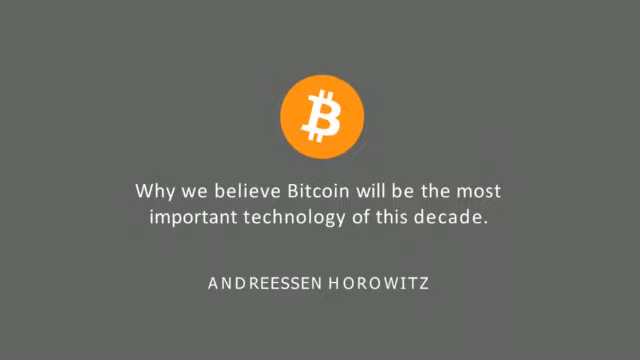 Why we believe Bitcoin will be the most
important technology of this decade.
ANDREESSEN HOROWITZ